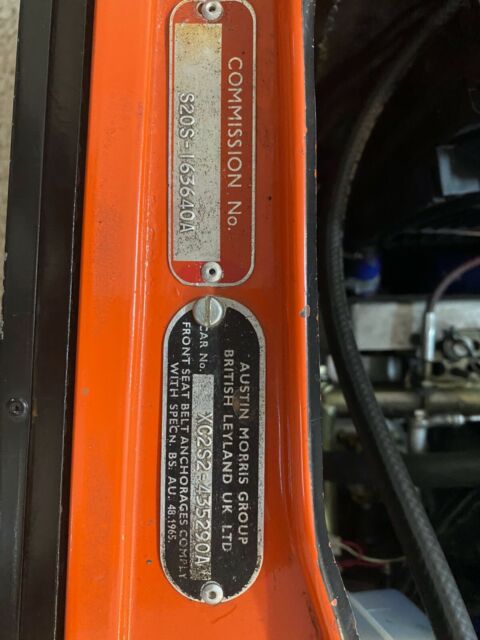 COMMISSION No.
S20S-163640A
AUSTIN MORRIS GROUP
BRITISH LEYLAND UK LTD
CAR No. XC2S2-435290A
FRONT SEAT BELT ANCHORAGES COMPLY
WITH SPECN. BS. AU. 48.1965.